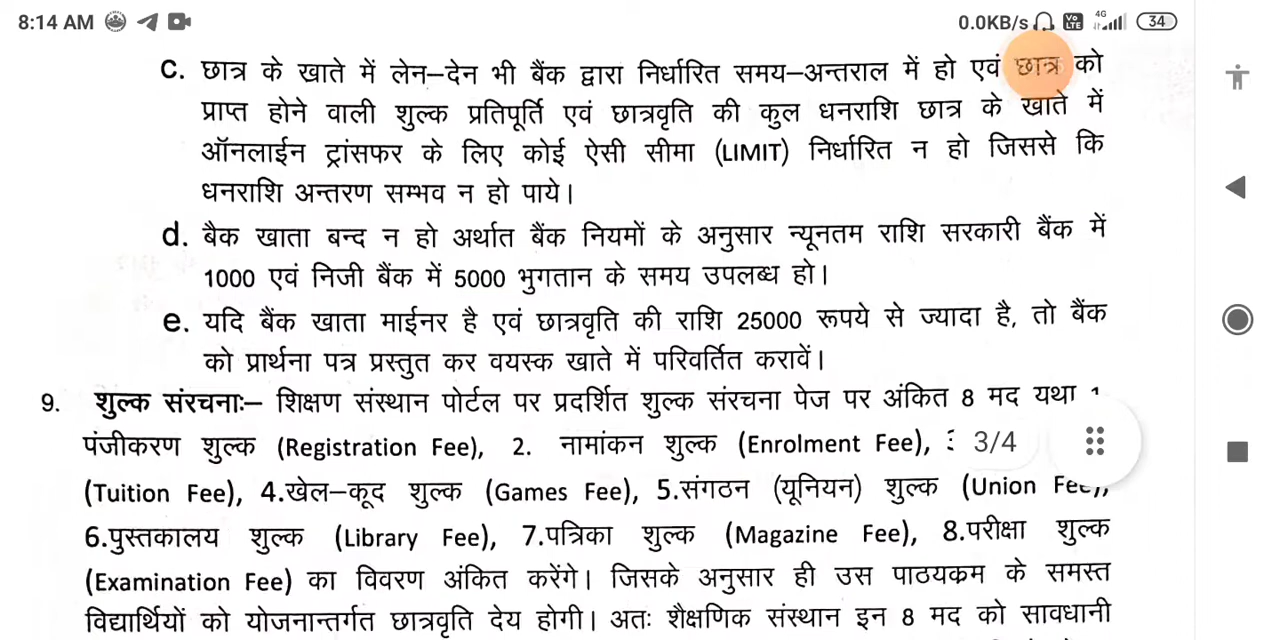 8:14 AM 0.0KB/s Vo LTE 4G 34
c. छात्र के खाते में लेन–देन भी बैंक द्वारा निर्धारित समय–अन्तराल में हो एवं छात्र को
प्राप्त होने वाली शुल्क प्रतिपूर्ति एवं छात्रवृति की कुल धनराशि छात्र के खाते में
ऑनलाईन ट्रांसफर के लिए कोई ऐसी सीमा (LIMIT) निर्धारित न हो जिससे कि
धनराशि अन्तरण सम्भव न हो पाये।
d. बैक खाता बन्द न हो अर्थात बैंक नियमों के अनुसार न्यूनतम राशि सरकारी बैंक में
1000 एवं निजी बैंक में 5000 भुगतान के समय उपलब्ध हो।
e. यदि बैंक खाता माईनर है एवं छात्रवृति की राशि 25000 रूपये से ज्यादा है, तो बैंक
को प्रार्थना पत्र प्रस्तुत कर वयस्क खाते में परिवर्तित करावें।
9. शुल्क संरचनाः– शिक्षण संस्थान पोर्टल पर प्रदर्शित शुल्क संरचना पेज पर अंकित 8 मद यथा
पंजीकरण शुल्क (Registration Fee), 2. नामांकन शुल्क (Enrolment Fee), 3/4
(Tuition Fee), 4.खेल–कूद शुल्क (Games Fee), 5.संगठन (यूनियन) शुल्क (Union Fee),
6.पुस्तकालय शुल्क (Library Fee), 7.पत्रिका शुल्क (Magazine Fee), 8.परीक्षा शुल्क
(Examination Fee) का विवरण अंकित करेंगे। जिसके अनुसार ही उस पाठयक्रम के समस्त
विद्यार्थियों को योजनान्तर्गत छात्रवृति देय होगी। अतः शैक्षणिक संस्थान इन 8 मद को सावधानी